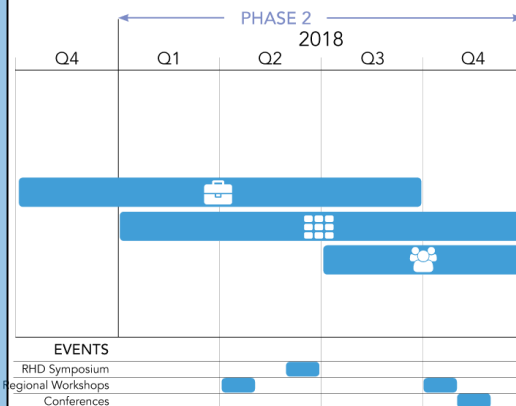 PHASE 2
2018
Q4 Q1 Q2 Q3 Q4
EVENTS
RHD Symposium
Regional Workshops
Conferences